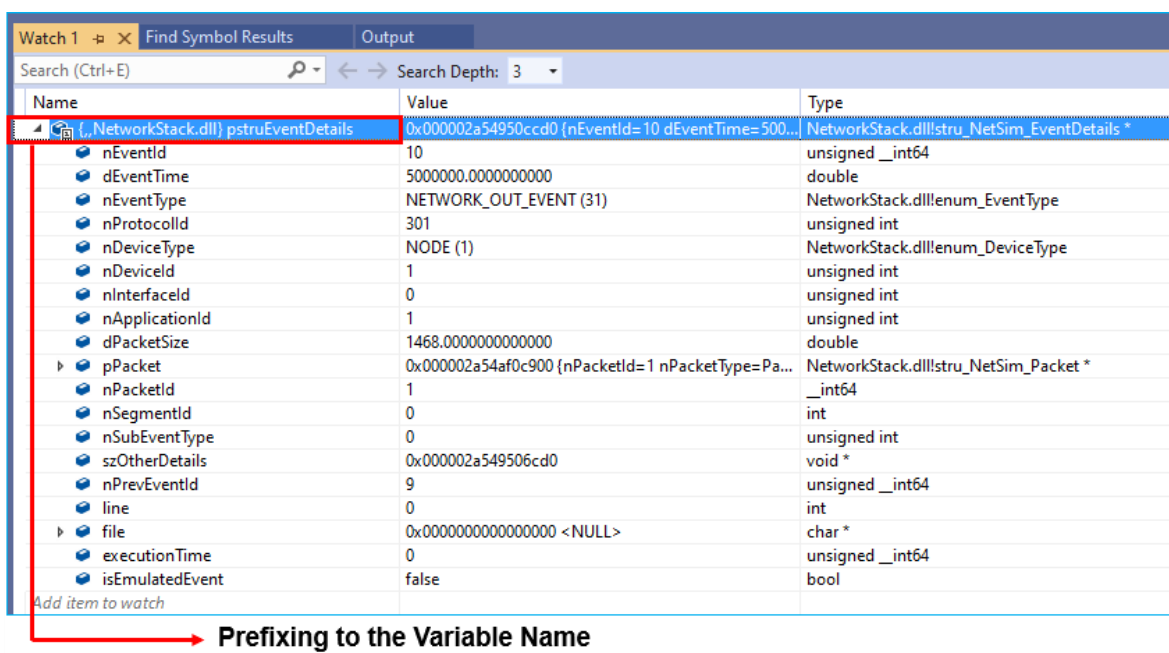 Watch 1 Find Symbol Results Output
Search (Ctrl+E) Search Depth: 3
Name Value Type
{,,NetworkStack.dll} pstruEventDetails 0x000002a54950ccd0 {nEventId=10 dEventTime=500... NetworkStack.dll!stru_NetSim_EventDetails *
nEventId 10 unsigned __int64
dEventTime 5000000.0000000000 double
nEventType NETWORK_OUT_EVENT (31) NetworkStack.dll!enum_EventType
nProtocolId 301 unsigned int
nDeviceType NODE (1) NetworkStack.dll!enum_DeviceType
nDeviceId 1 unsigned int
nInterfaceId 0 unsigned int
nApplicationId 1 unsigned int
dPacketSize 1468.0000000000000 double
pPacket 0x000002a54af0c900 {nPacketId=1 nPacketType=Pa... NetworkStack.dll!stru_NetSim_Packet *
nPacketId 1 __int64
nSegmentId 0 int
nSubEventType 0 unsigned int
szOtherDetails 0x000002a549506cd0 void *
nPrevEventId 9 unsigned __int64
line 0 int
file 0x0000000000000000 <NULL> char *
executionTime 0 unsigned __int64
isEmulatedEvent false bool
Add item to watch
Prefixing to the Variable Name